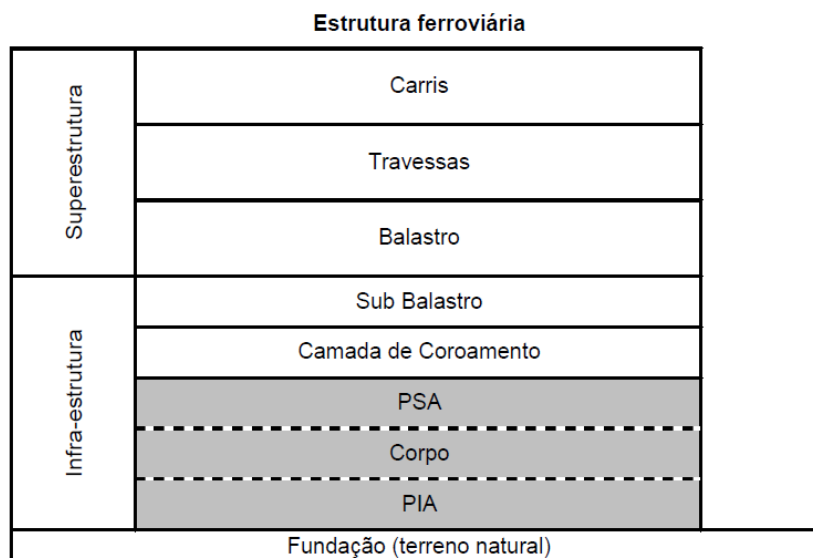 Estrutura ferroviária
Superestrutura
Carris
Travessas
Balastro
Infra-estrutura
Sub Balastro
Camada de Coroamento
PSA
Corpo
PIA
Fundação (terreno natural)